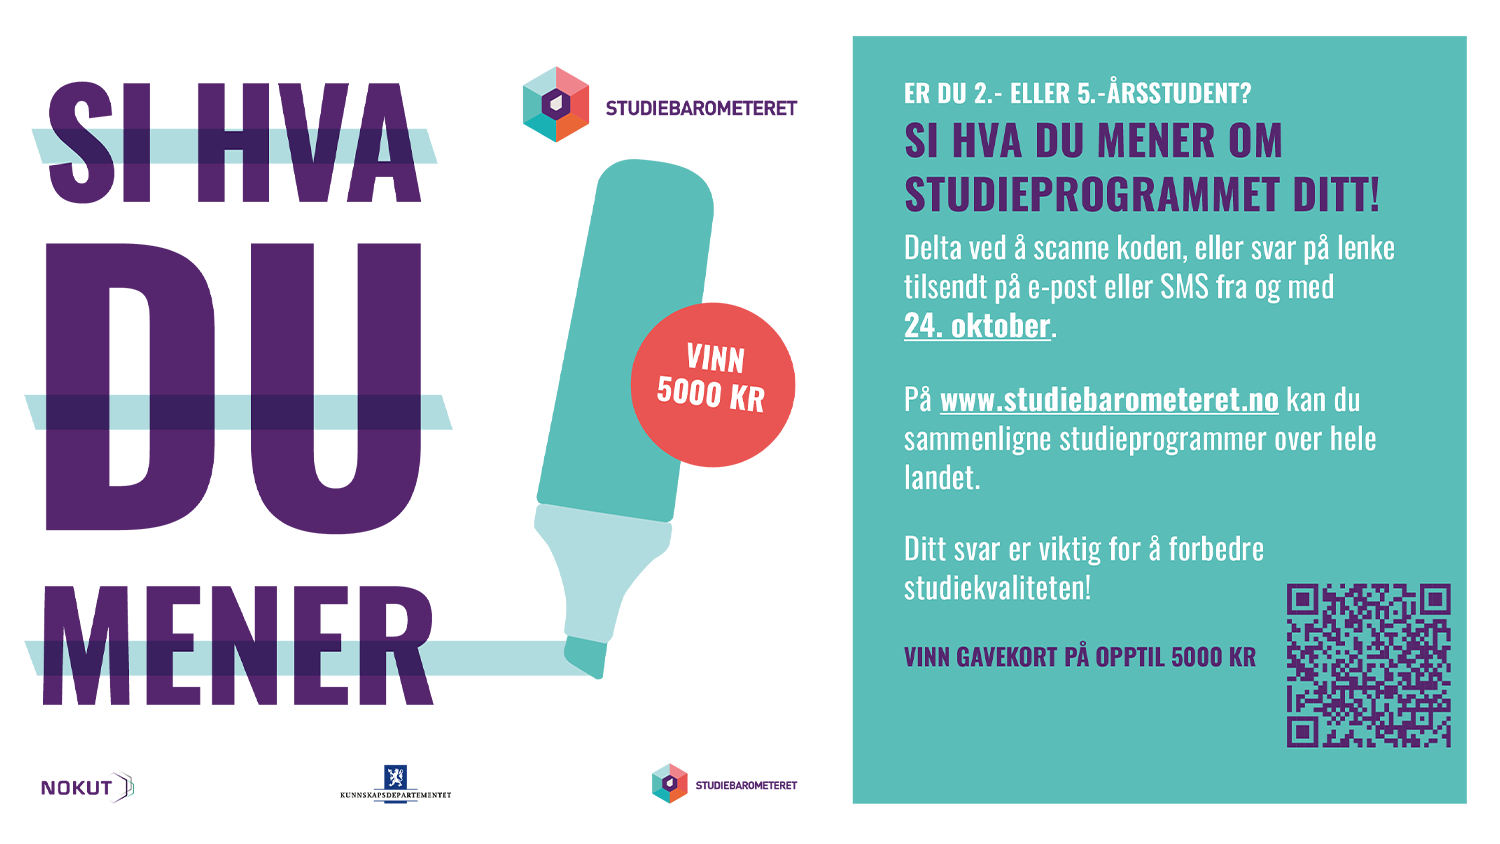 SI HVA
DU
MENER
STUDIEBAROMETERET
VINN
5000 KR
NOKUT
KUNNSKAPSDEPARTEMENTET
STUDIEBAROMETERET
ER DU 2.- ELLER 5.-ÅRSSTUDENT?
SI HVA DU MENER OM
STUDIEPROGRAMMET DITT!
Delta ved å scanne koden, eller svar på lenke
tilsendt på e-post eller SMS fra og med
24. oktober.
På www.studiebarometeret.no kan du
sammenligne studieprogrammer over hele
landet.
Ditt svar er viktig for å forbedre
studiekvaliteten!
VINN GAVEKORT PÅ OPPTIL 5000 KR